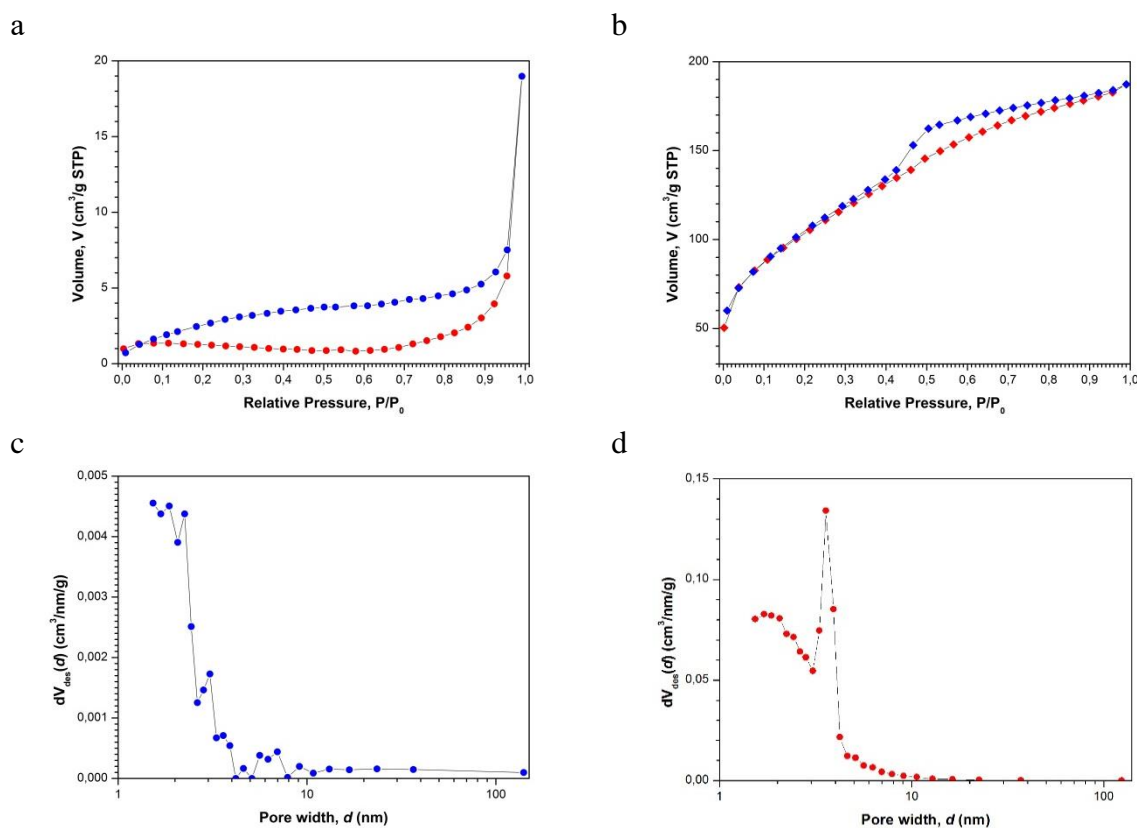 a
20
15
10
5
0
Volume, V (cm³/g STP)
0,0 0,1 0,2 0,3 0,4 0,5 0,6 0,7 0,8 0,9 1,0
Relative Pressure, P/P₀
b
200
150
100
50
Volume, V (cm³/g STP)
0,0 0,1 0,2 0,3 0,4 0,5 0,6 0,7 0,8 0,9 1,0
Relative Pressure, P/P₀
c
0,005
0,004
0,003
0,002
0,001
0,000
dV_des(d) (cm³/nm/g)
1 10 100
Pore width, d (nm)
d
0,15
0,10
0,05
0,00
dV_des(d) (cm³/nm/g)
1 10 100
Pore width, d (nm)